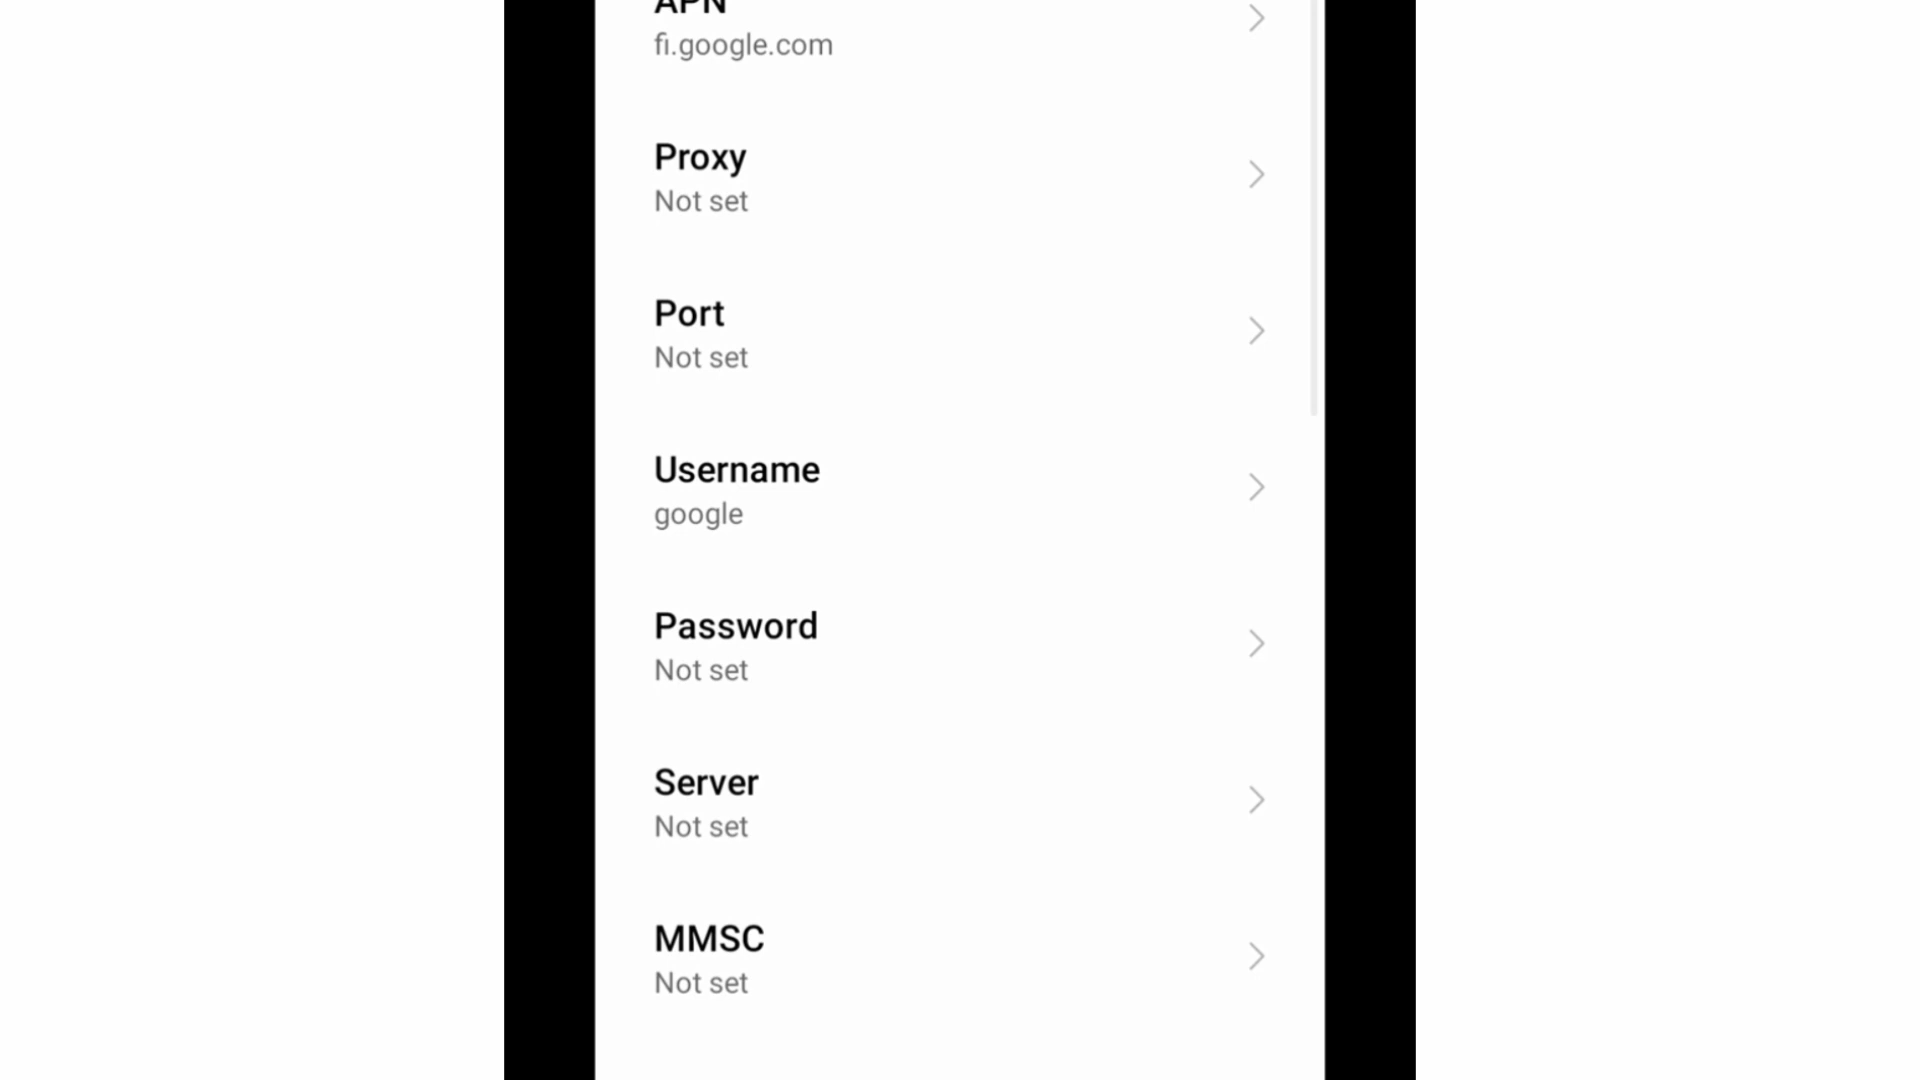 APN
fi.google.com
Proxy
Not set
Port
Not set
Username
google
Password
Not set
Server
Not set
MMSC
Not set